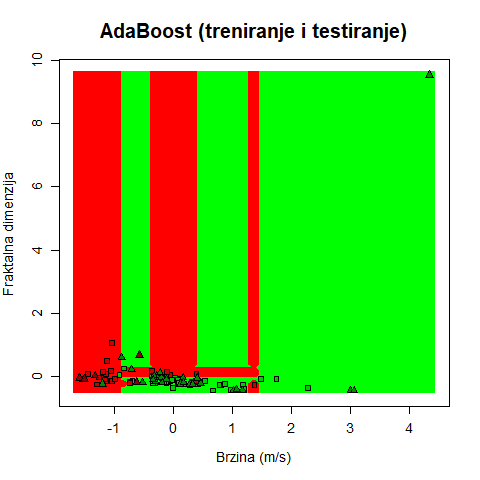 AdaBoost (treniranje i testiranje)
Fraktalna dimenzija
10
8
6
4
2
0
-1 0 1 2 3 4
Brzina (m/s)